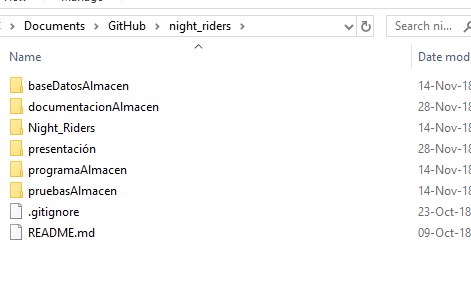 Documents > GitHub > night_riders >
Search ni...
Name
Date mod
baseDatosAlmacen
14-Nov-18
documentacionAlmacen
28-Nov-18
Night_Riders
14-Nov-18
presentación
28-Nov-18
programaAlmacen
14-Nov-18
pruebasAlmacen
14-Nov-18
.gitignore
23-Oct-18
README.md
09-Oct-18